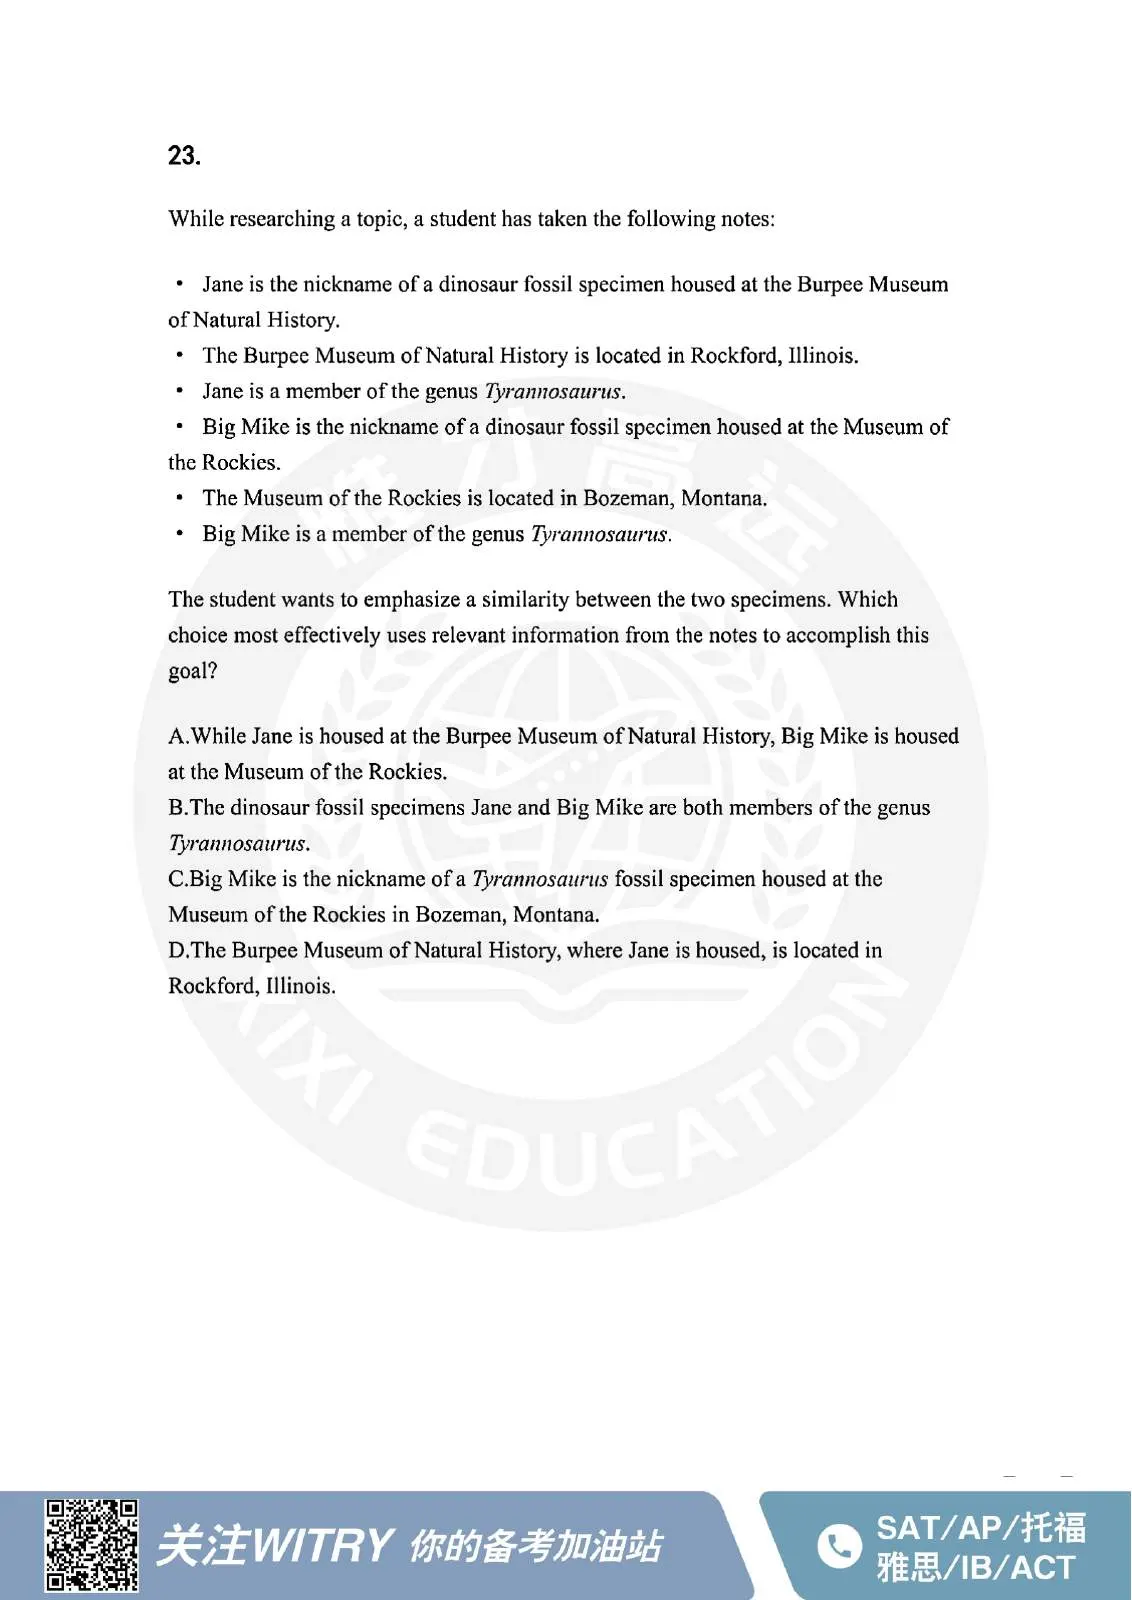 23.
While researching a topic, a student has taken the following notes:
• Jane is the nickname of a dinosaur fossil specimen housed at the Burpee Museum
of Natural History.
• The Burpee Museum of Natural History is located in Rockford, Illinois.
• Jane is a member of the genus Tyrannosaurus.
• Big Mike is the nickname of a dinosaur fossil specimen housed at the Museum of
the Rockies.
• The Museum of the Rockies is located in Bozeman, Montana.
• Big Mike is a member of the genus Tyrannosaurus.
The student wants to emphasize a similarity between the two specimens. Which
choice most effectively uses relevant information from the notes to accomplish this
goal?
A.While Jane is housed at the Burpee Museum of Natural History, Big Mike is housed
at the Museum of the Rockies.
B.The dinosaur fossil specimens Jane and Big Mike are both members of the genus
Tyrannosaurus.
C.Big Mike is the nickname of a Tyrannosaurus fossil specimen housed at the
Museum of the Rockies in Bozeman, Montana.
D.The Burpee Museum of Natural History, where Jane is housed, is located in
Rockford, Illinois.
XIXI EDUCATION
关注WITRY 你的备考加油站
SAT/AP/托福
雅思/IB/ACT